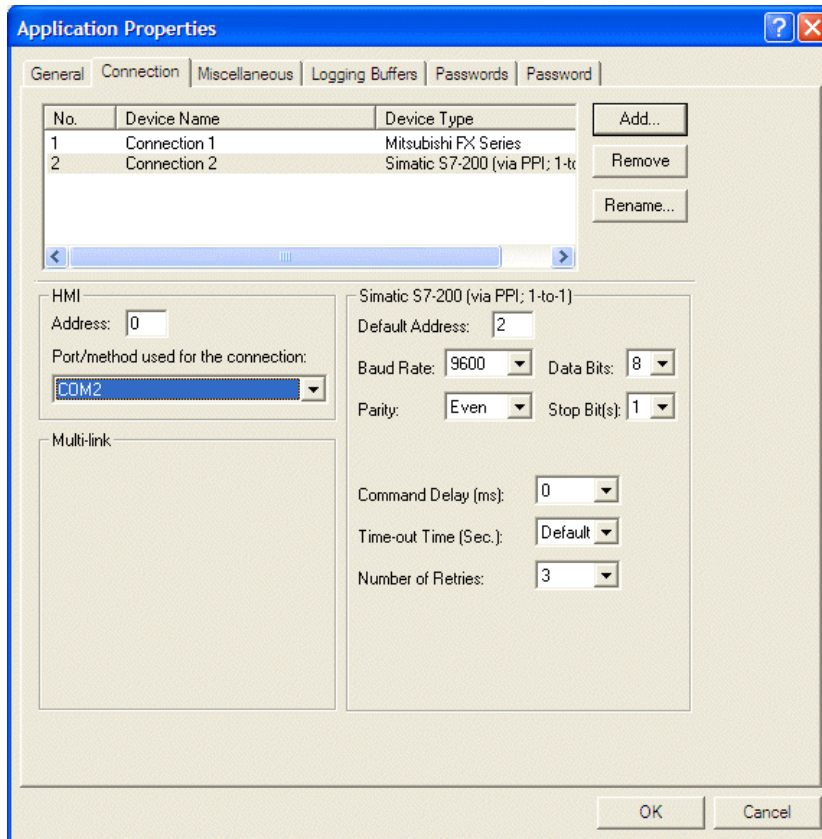 Application Properties
General Connection Miscellaneous Logging Buffers Passwords Password
No. Device Name Device Type Add...
1 Connection 1 Mitsubishi FX Series
2 Connection 2 Simatic S7-200 (via PPI; 1-to
Remove
Rename...
HMI Simatic S7-200 (via PPI; 1-to-1)
Address: 0 Default Address: 2
Port/method used for the connection: Baud Rate: 9600 Data Bits: 8
COM2 Parity: Even Stop Bit(s): 1
Multi-link
Command Delay (ms): 0
Time-out Time (Sec.): Default
Number of Retries: 3
OK Cancel